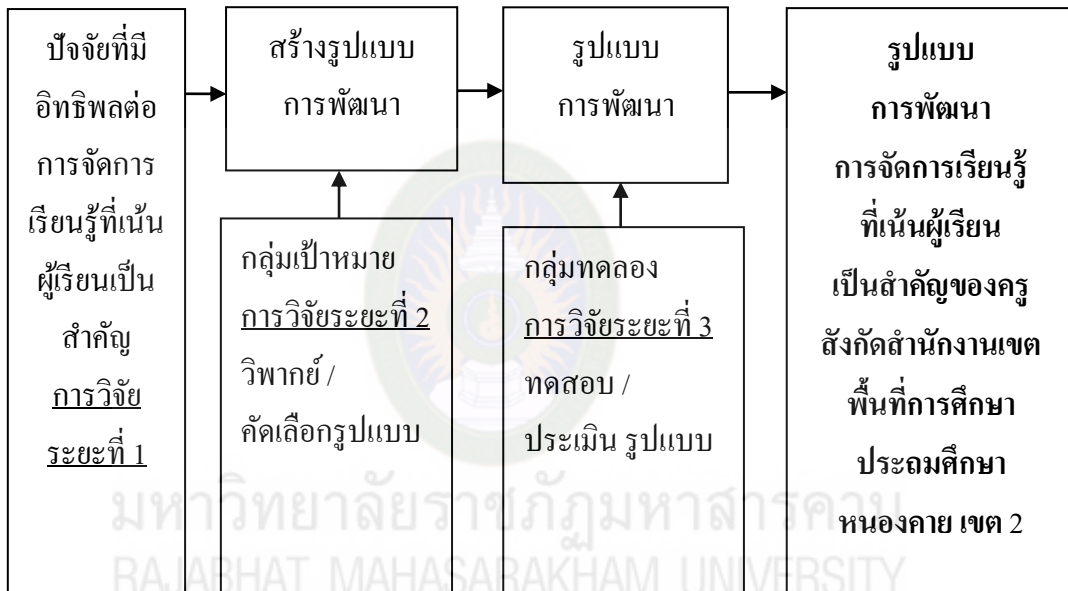 ปัจจัยที่มี
อิทธิพลต่อ
การจัดการ
เรียนรู้ที่เน้น
ผู้เรียนเป็น
สำคัญ
การวิจัย
ระยะที่ 1
สร้างรูปแบบ
การพัฒนา
กลุ่มเป้าหมาย
การวิจัยระยะที่ 2
วิพากย์ /
คัดเลือกรูปแบบ
รูปแบบ
การพัฒนา
กลุ่มทดลอง
การวิจัยระยะที่ 3
ทดสอบ /
ประเมิน รูปแบบ
รูปแบบ
การพัฒนา
การจัดการเรียนรู้
ที่เน้นผู้เรียน
เป็นสำคัญของครู
สังกัดสำนักงานเขต
พื้นที่การศึกษา
ประถมศึกษา
หนองคาย เขต 2
มหาวิทยาลัยราชภัฏมหาสารคาม
RAJABHAT MAHASARAKHAM UNIVERSITY